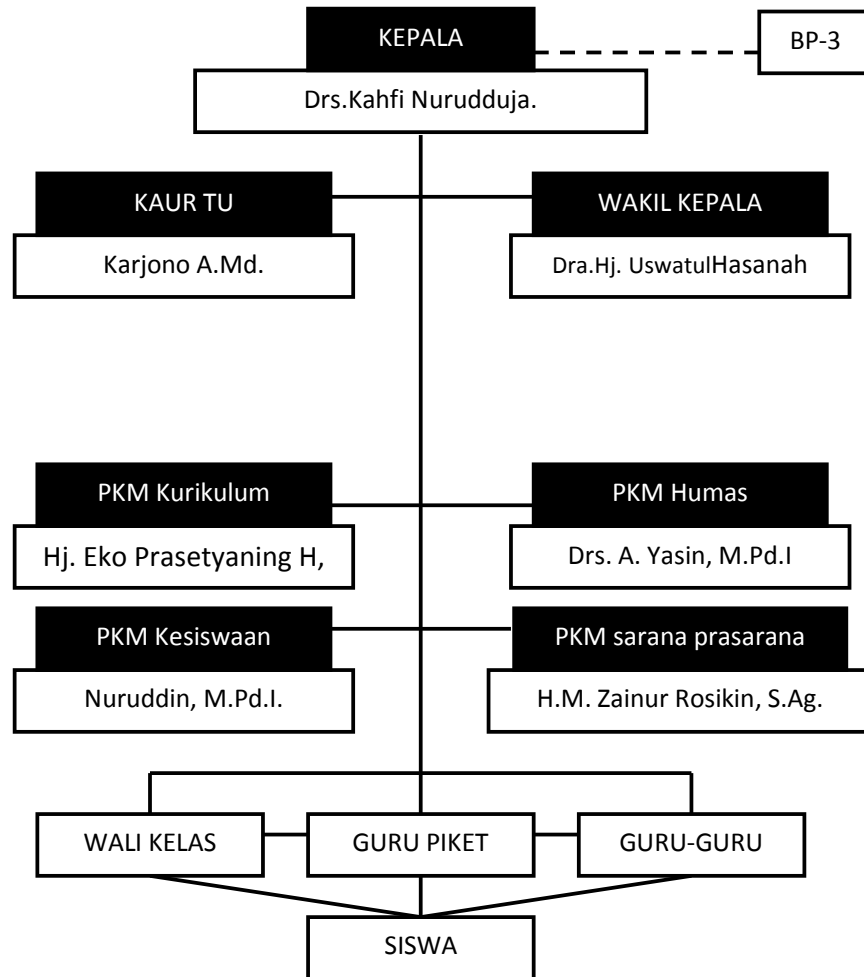 KEPALA
BP-3
Drs.Kahfi Nurudduja.
KAUR TU
WAKIL KEPALA
Karjono A.Md.
Dra.Hj. UswatulHasanah
PKM Kurikulum
PKM Humas
Hj. Eko Prasetyaning H,
Drs. A. Yasin, M.Pd.I
PKM Kesiswaan
PKM sarana prasarana
Nuruddin, M.Pd.I.
H.M. Zainur Rosikin, S.Ag.
WALI KELAS
GURU PIKET
GURU-GURU
SISWA